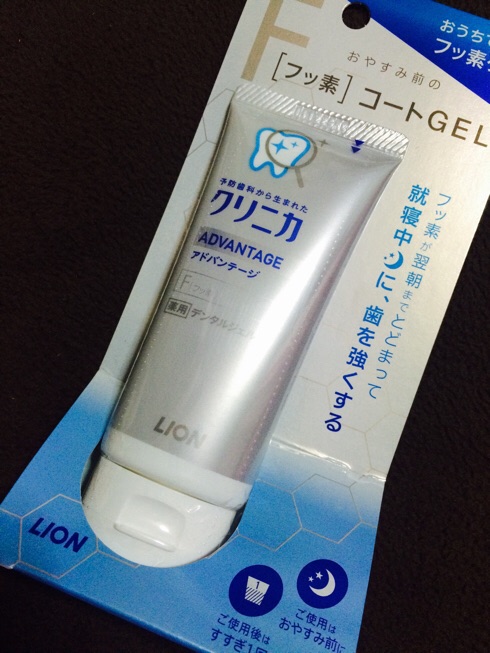 F
おうちで
フッ素
おやすみ前の
[フッ素]コートGEL
予防歯科から生まれた
クリニカ
ADVANTAGE
アドバンテージ
F[フッ素]
薬用 デンタルジェル
LION
フッ素が翌朝までとどまって
就寝中に、歯を強くする
LION
1
ご使用後は
すすぎ1回
ご使用は
おやすみ前に